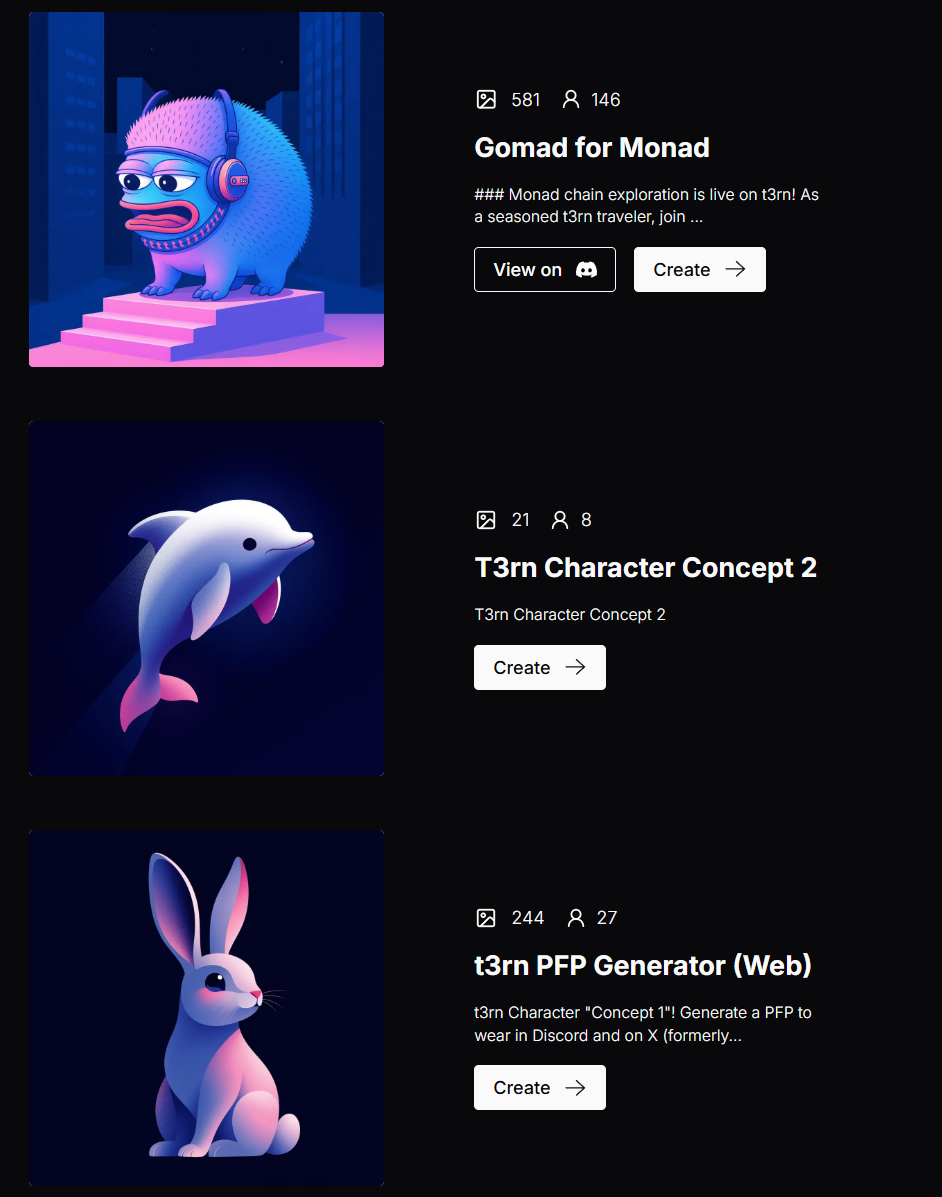 581 146
Gomad for Monad
### Monad chain exploration is live on t3rn! As
a seasoned t3rn traveler, join ...
View on Create
21 8
T3rn Character Concept 2
T3rn Character Concept 2
Create
244 27
t3rn PFP Generator (Web)
t3rn Character "Concept 1"! Generate a PFP to
wear in Discord and on X (formerly...
Create